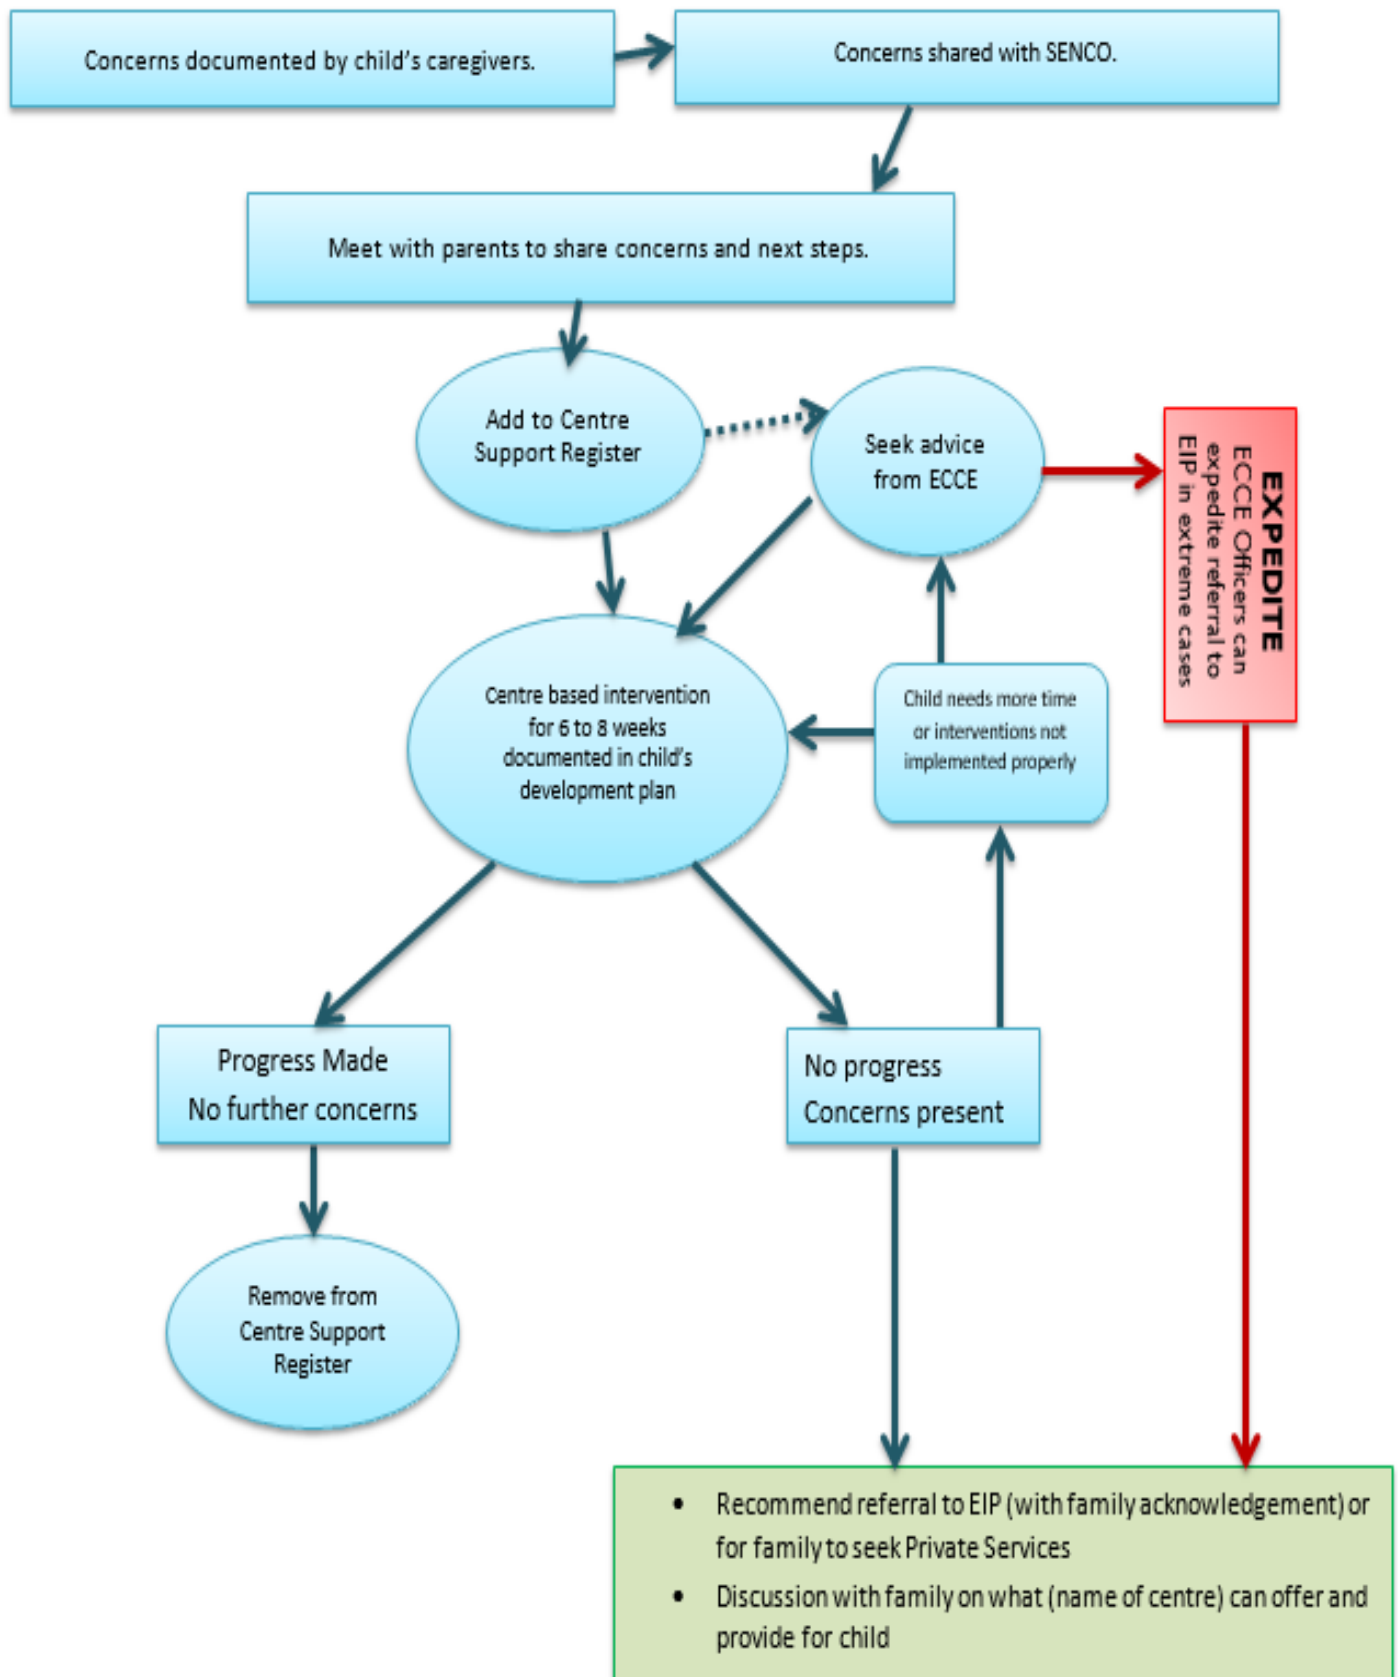 Concerns documented by child's caregivers.
Concerns shared with SENCO.
Meet with parents to share concerns and next steps.
Add to Centre
Support Register
Seek advice
from ECCE
EXPEDITE
ECCE Officers can
expedite referral to
EIP in extreme cases
Centre based intervention
for 6 to 8 weeks
documented in child's
development plan
Child needs more time
or interventions not
implemented properly
Progress Made
No further concerns
No progress
Concerns present
Remove from
Centre Support
Register
• Recommend referral to EIP (with family acknowledgement) or
for family to seek Private Services
• Discussion with family on what (name of centre) can offer and
provide for child